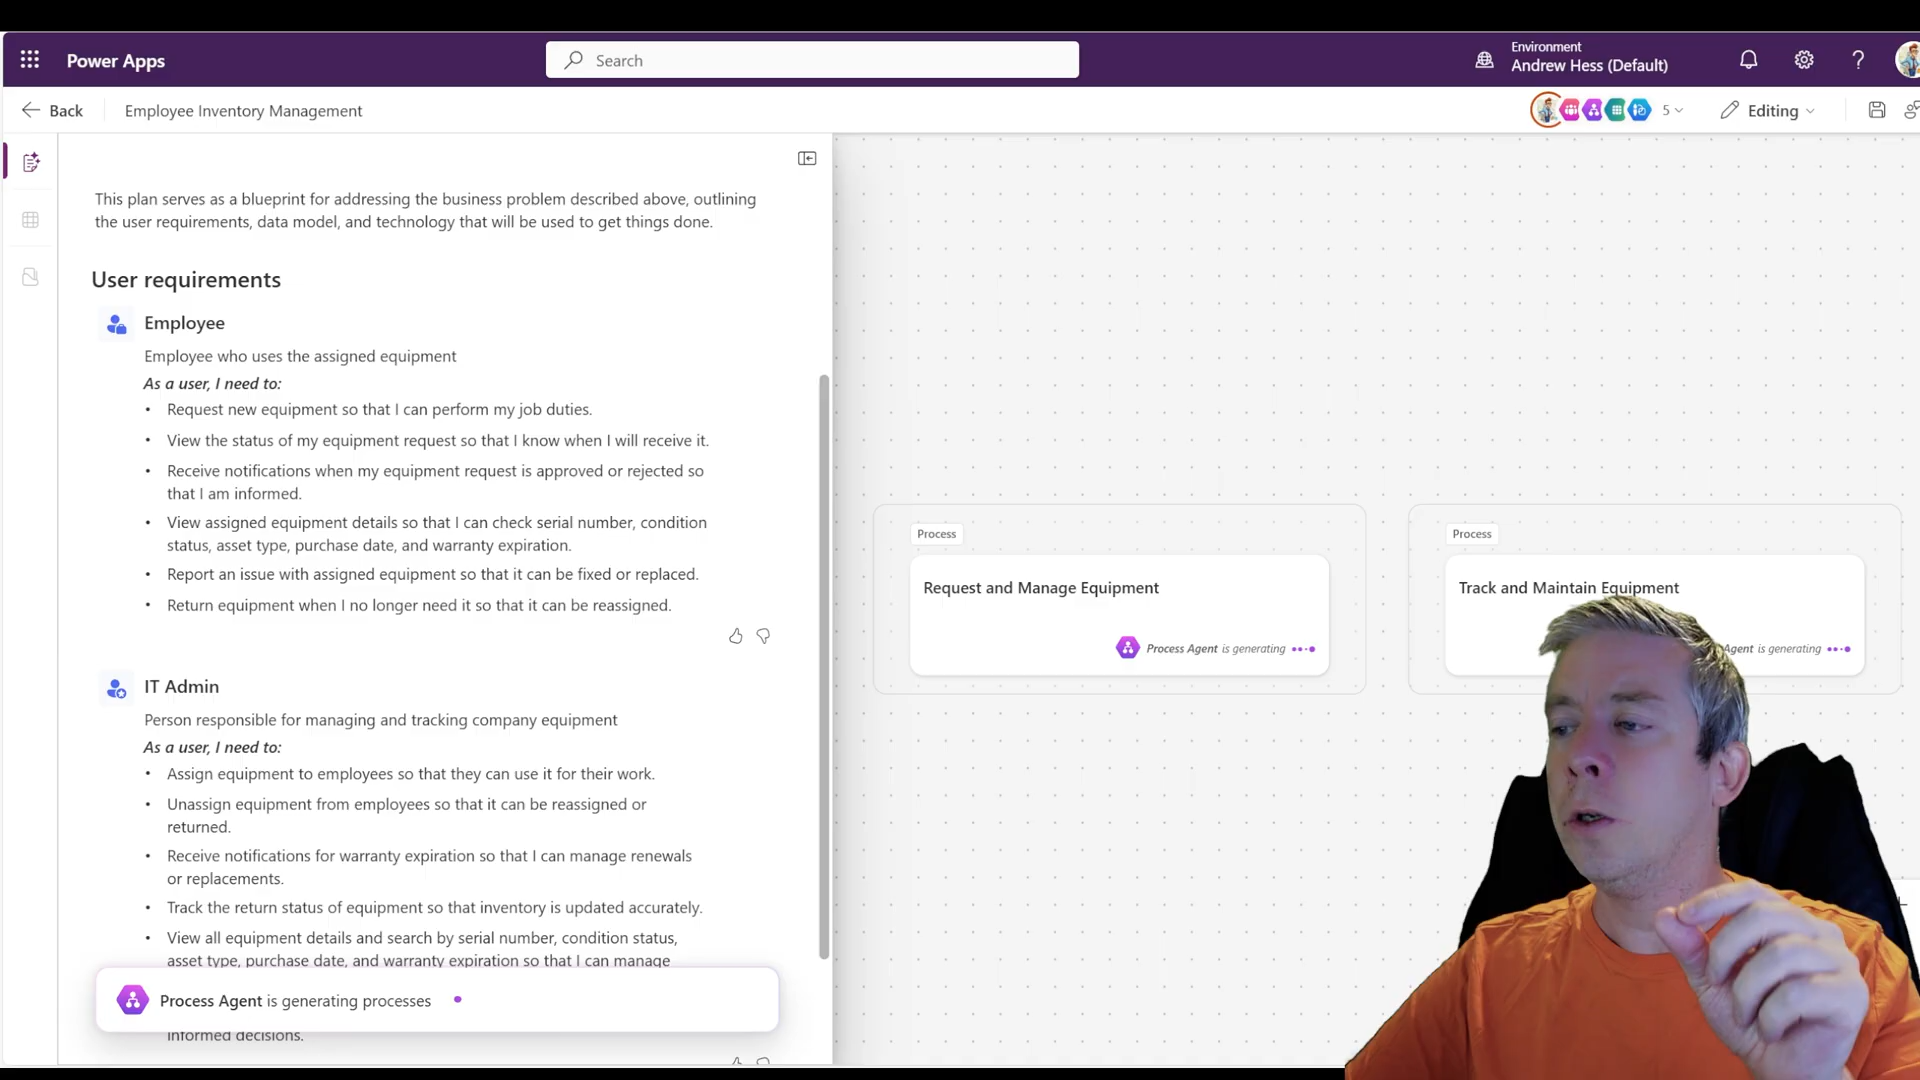 Power Apps
Search
Environment
Andrew Hess (Default)
Back
Employee Inventory Management
5
Editing
This plan serves as a blueprint for addressing the business problem described above, outlining
the user requirements, data model, and technology that will be used to get things done.
User requirements
Employee
Employee who uses the assigned equipment
As a user, I need to:
• Request new equipment so that I can perform my job duties.
• View the status of my equipment request so that I know when I will receive it.
• Receive notifications when my equipment request is approved or rejected so
that I am informed.
• View assigned equipment details so that I can check serial number, condition
status, asset type, purchase date, and warranty expiration.
• Report an issue with assigned equipment so that it can be fixed or replaced.
• Return equipment when I no longer need it so that it can be reassigned.
IT Admin
Person responsible for managing and tracking company equipment
As a user, I need to:
• Assign equipment to employees so that they can use it for their work.
• Unassign equipment from employees so that it can be reassigned or
returned.
• Receive notifications for warranty expiration so that I can manage renewals
or replacements.
• Track the return status of equipment so that inventory is updated accurately.
• View all equipment details and search by serial number, condition status,
asset type, purchase date, and warranty expiration so that I can manage
Process Agent is generating processes
informed decisions.
Process
Request and Manage Equipment
Process Agent is generating
Process
Track and Maintain Equipment
Agent is generating